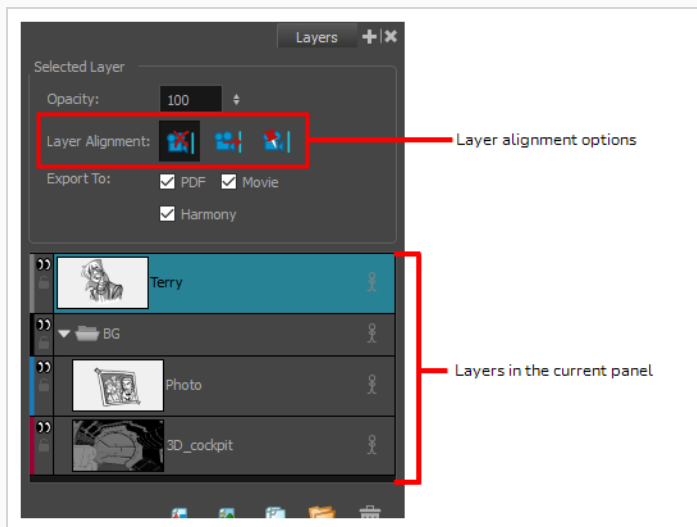 Layers
Selected Layer
Opacity: 100
Layer Alignment:
Layer alignment options
Export To: PDF Movie
Harmony
Terry
BG
Photo
Layers in the current panel
3D_cockpit